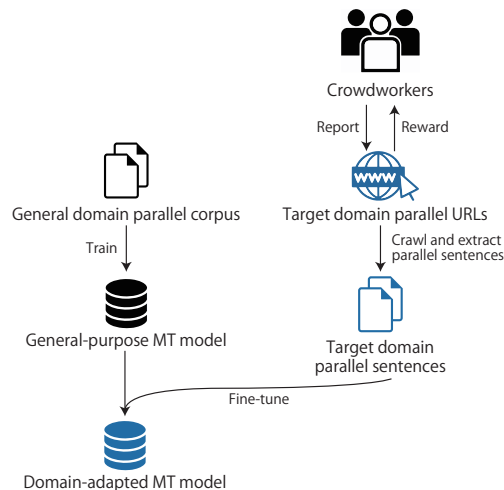 Crowdworkers
Report
Reward
WWW
General domain parallel corpus
Target domain parallel URLs
Train
Crawl and extract
parallel sentences
General-purpose MT model
Target domain
parallel sentences
Fine-tune
Domain-adapted MT model